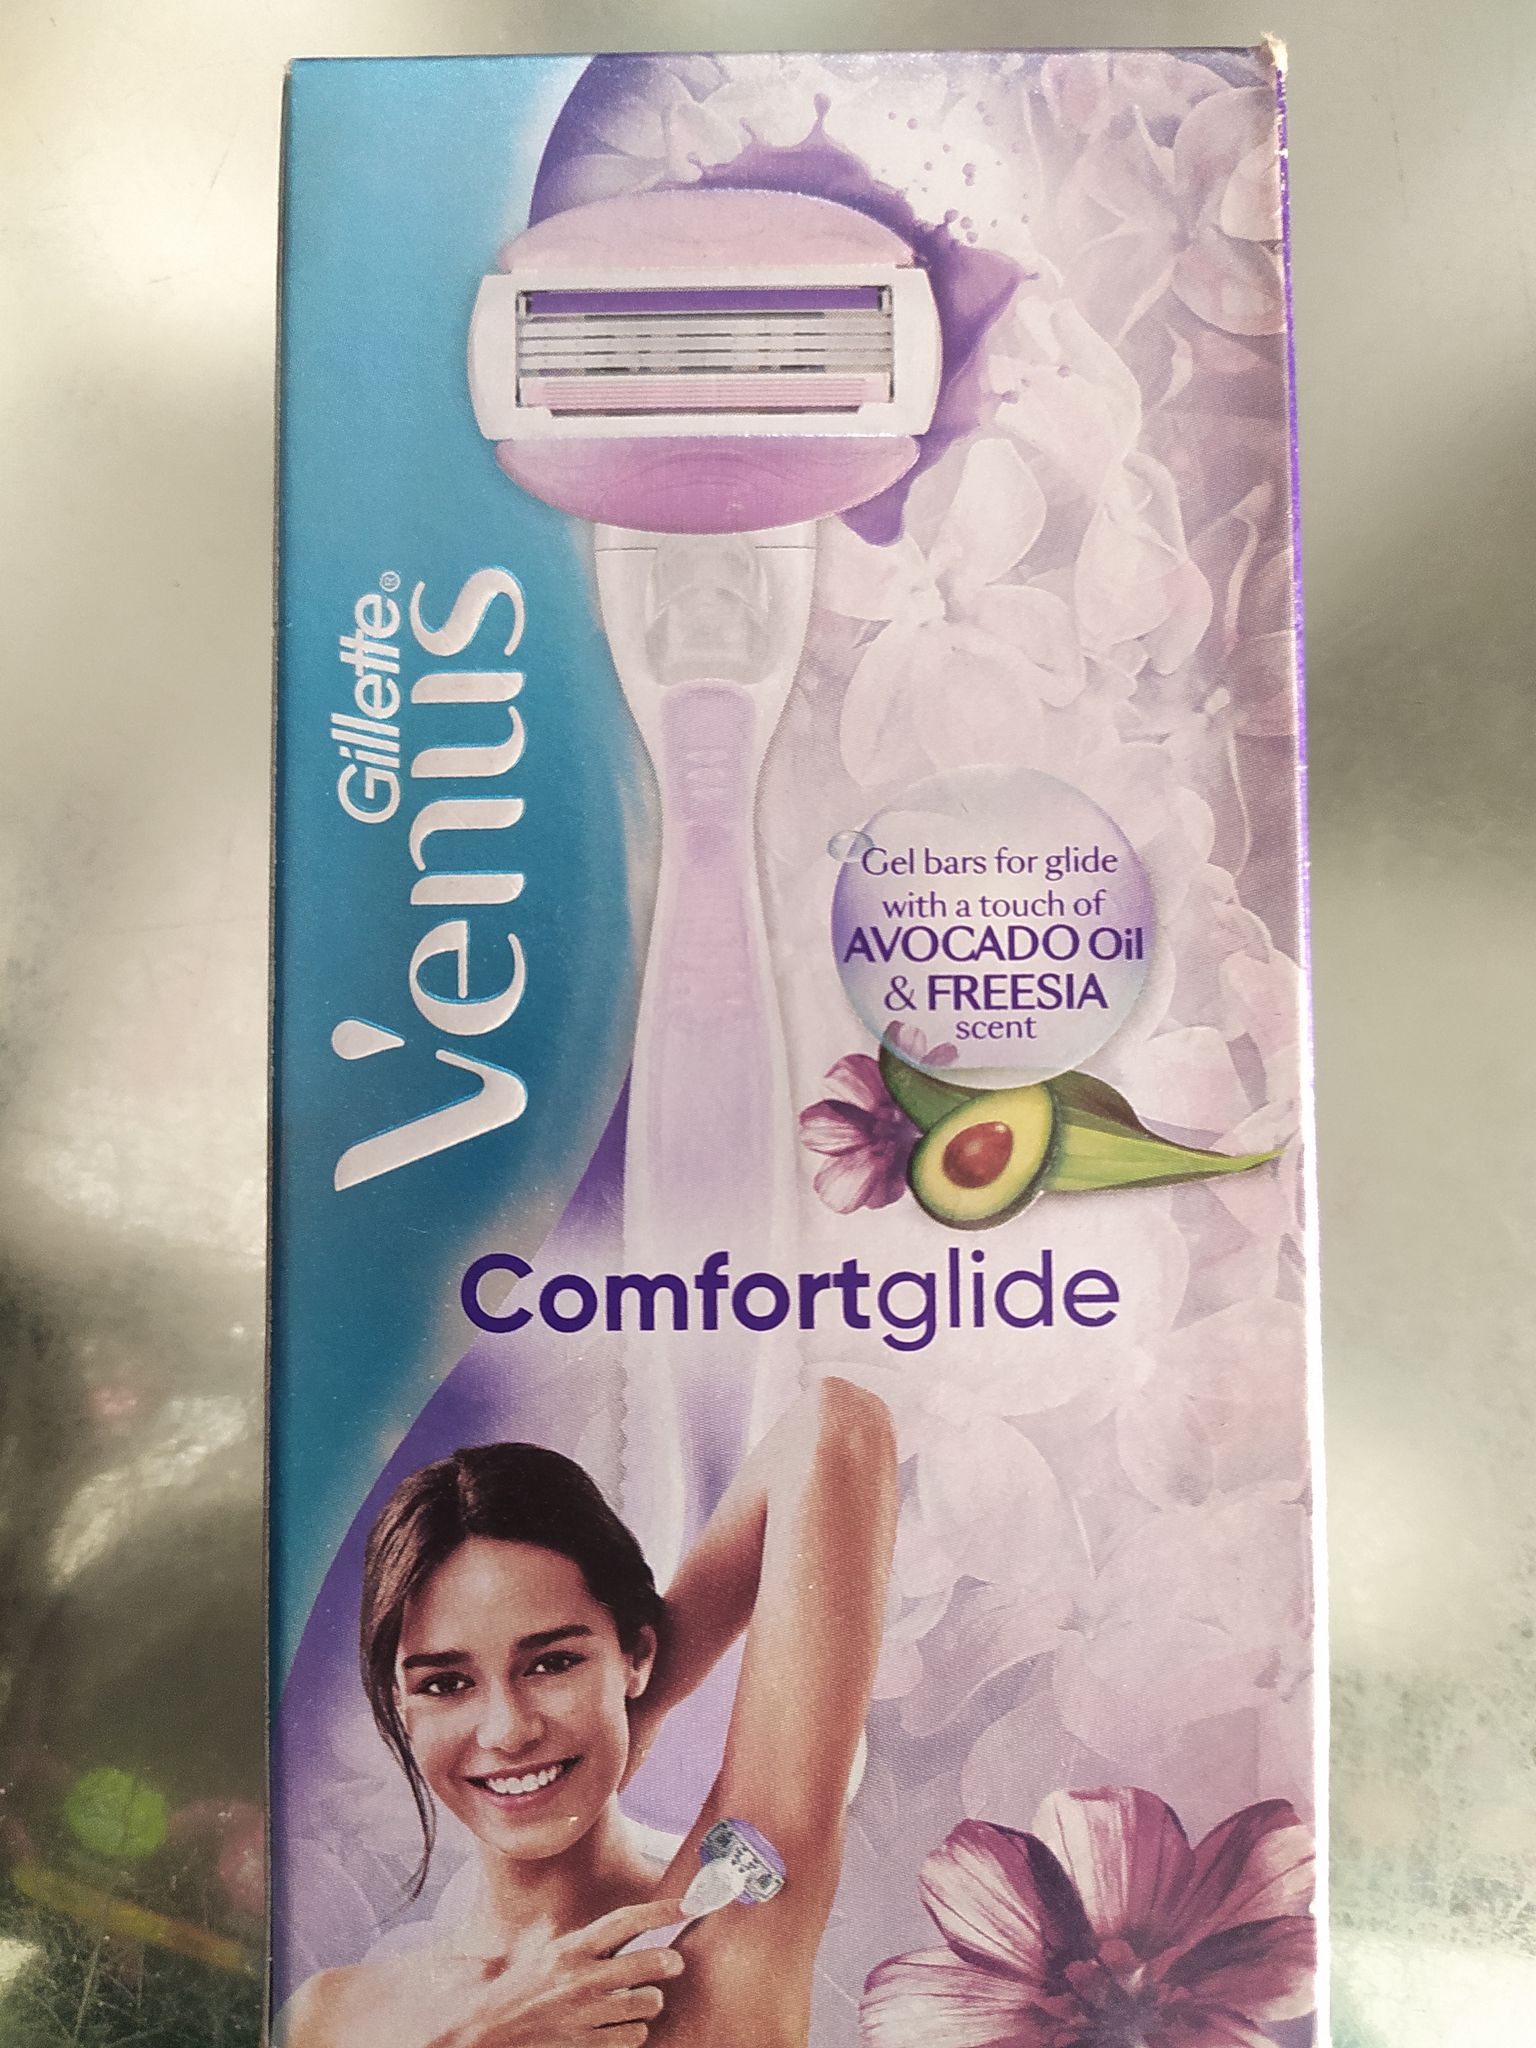 Gillette®
Venus
Gel bars for glide
with a touch of
AVOCADO Oil
& FREESIA
scent
Comfortglide